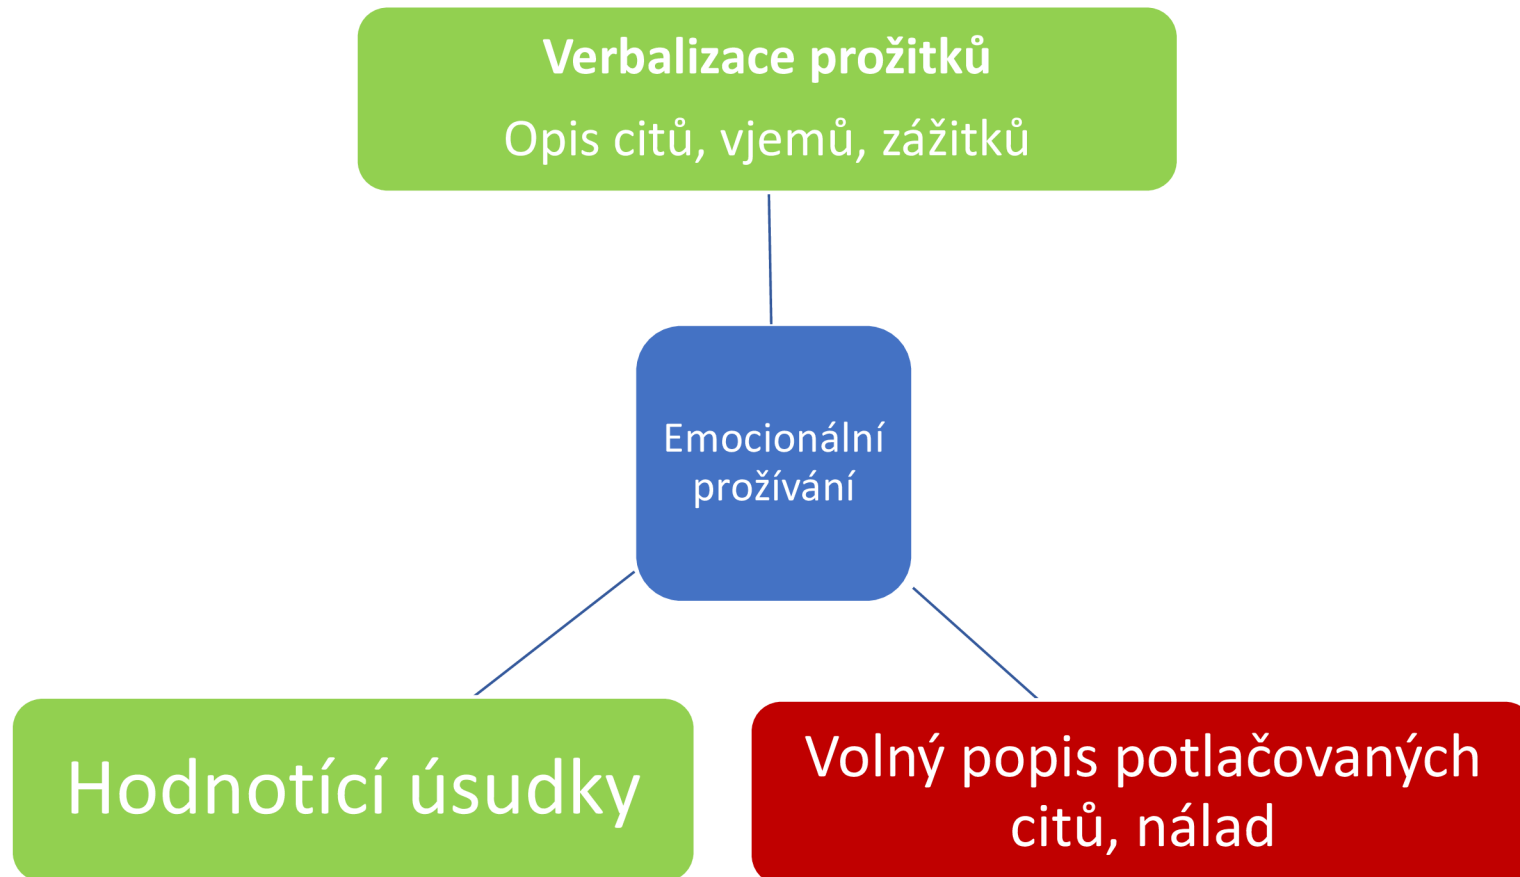 Verbalizace prožitků
Opis citů, vjemů, zážitků
Emocionální
prožívání
Hodnotící úsudky
Volný popis potlačovaných
citů, nálad